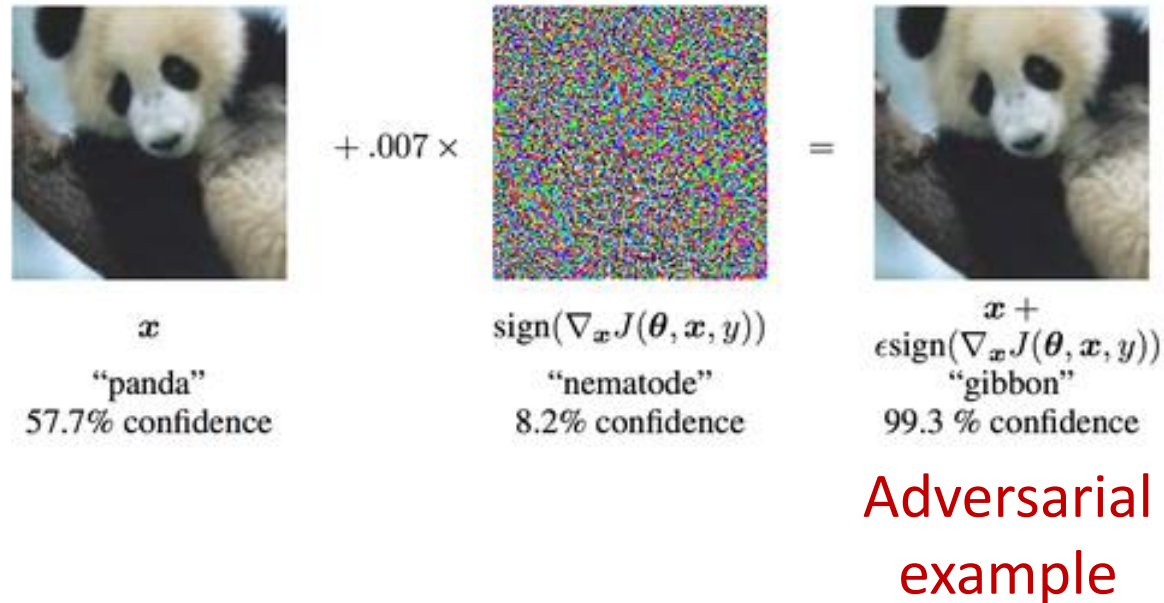 + .007 ×
=
x
“panda”
57.7% confidence
sign(∇ₓJ(θ, x, y))
“nematode”
8.2% confidence
x +
ϵsign(∇ₓJ(θ, x, y))
“gibbon”
99.3 % confidence
Adversarial
example